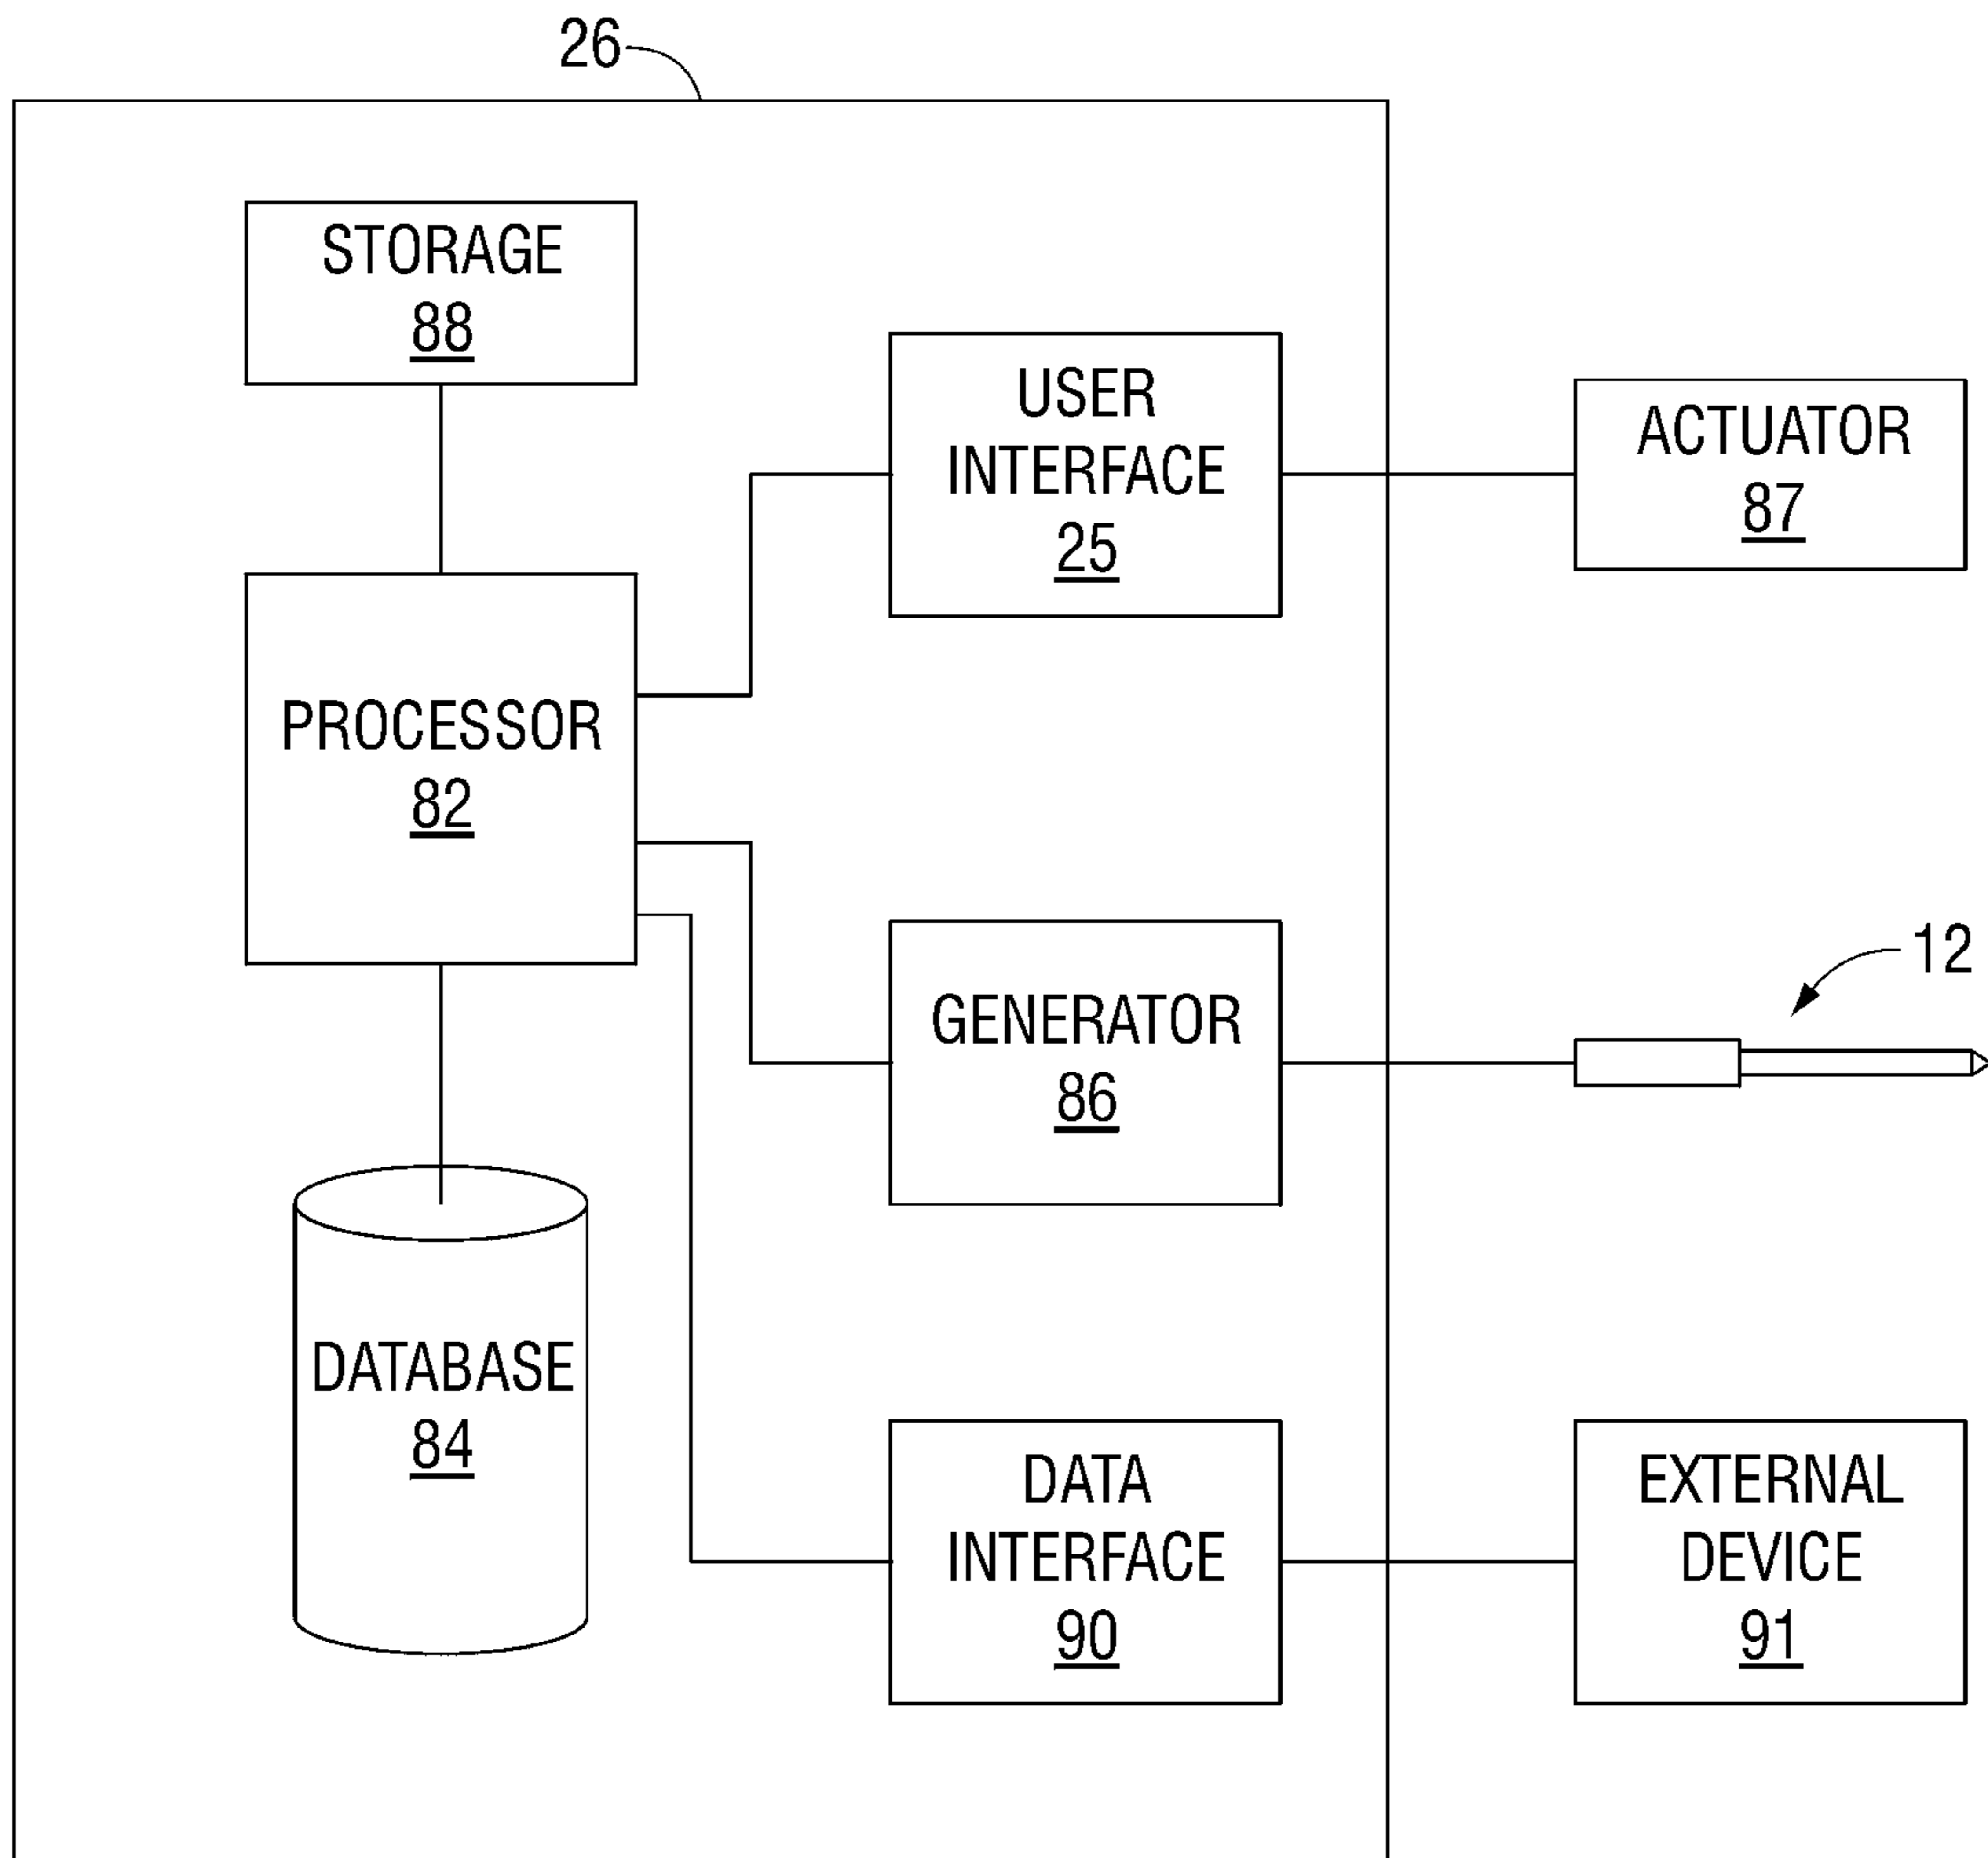 26
STORAGE
88
USER
INTERFACE
25
ACTUATOR
87
PROCESSOR
82
GENERATOR
86
12
DATABASE
84
DATA
INTERFACE
90
EXTERNAL
DEVICE
91